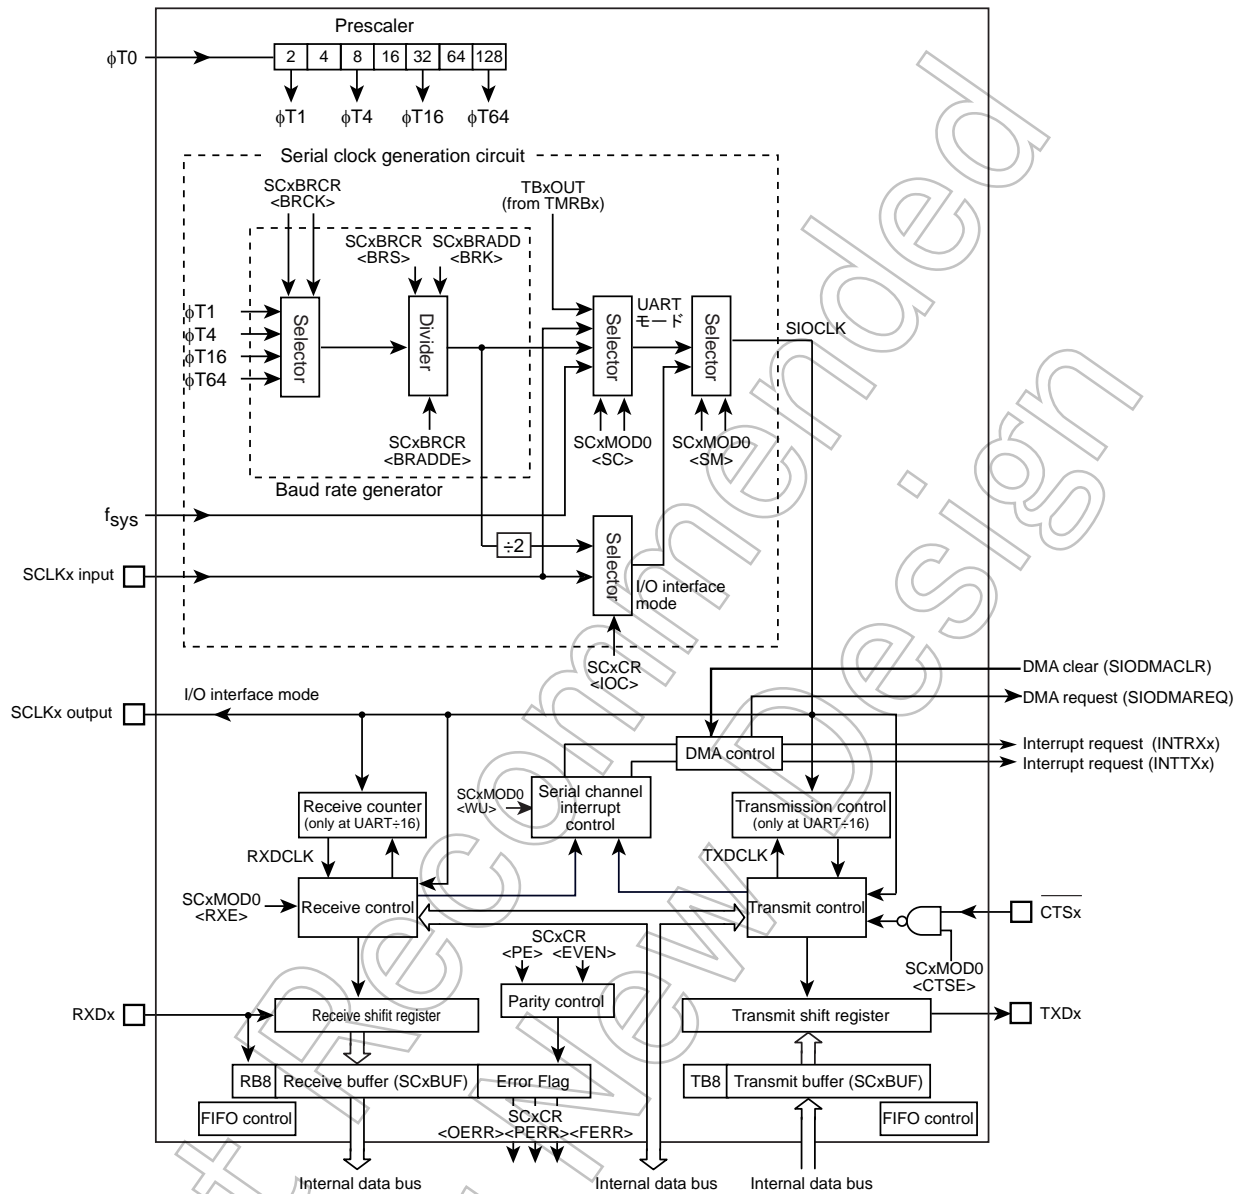 Prescaler
ϕT0
2 4 8 16 32 64 128
ϕT1 ϕT4 ϕT16 ϕT64
Serial clock generation circuit
SCxBRCR
<BRCK>
TBxOUT
(from TMRBx)
SCxBRCR
<BRS>
SCxBRADD
<BRK>
ϕT1
ϕT4
ϕT16
ϕT64
Selector
Divider
Selector
UART
モード
Selector
SIOCLK
SCxBRCR
<BRADDE>
SCxMOD0
<SC>
SCxMOD0
<SM>
Baud rate generator
fsys
÷2
Selector
SCLKx input
I/O interface
mode
SCxCR
<IOC>
DMA clear (SIODMACLR)
I/O interface mode
SCLKx output
DMA request (SIODMAREQ)
DMA control
Interrupt request (INTRXx)
Interrupt request (INTTXx)
Receive counter
(only at UART÷16)
SCxMOD0
<WU>
Serial channel
interrupt
control
Transmission control
(only at UART÷16)
RXDCLK
TXDCLK
SCxMOD0
<RXE>
Receive control
Transmit control
CTSx
SCxCR
<PE> <EVEN>
SCxMOD0
<CTSE>
Parity control
RXDx
Receive shift register
Transmit shift register
TXDx
RB8 Receive buffer (SCxBUF) Error Flag
TB8 Transmit buffer (SCxBUF)
FIFO control
SCxCR
<OERR><PERR><FERR>
FIFO control
Internal data bus
Internal data bus
Internal data bus
t Recommended
New Design